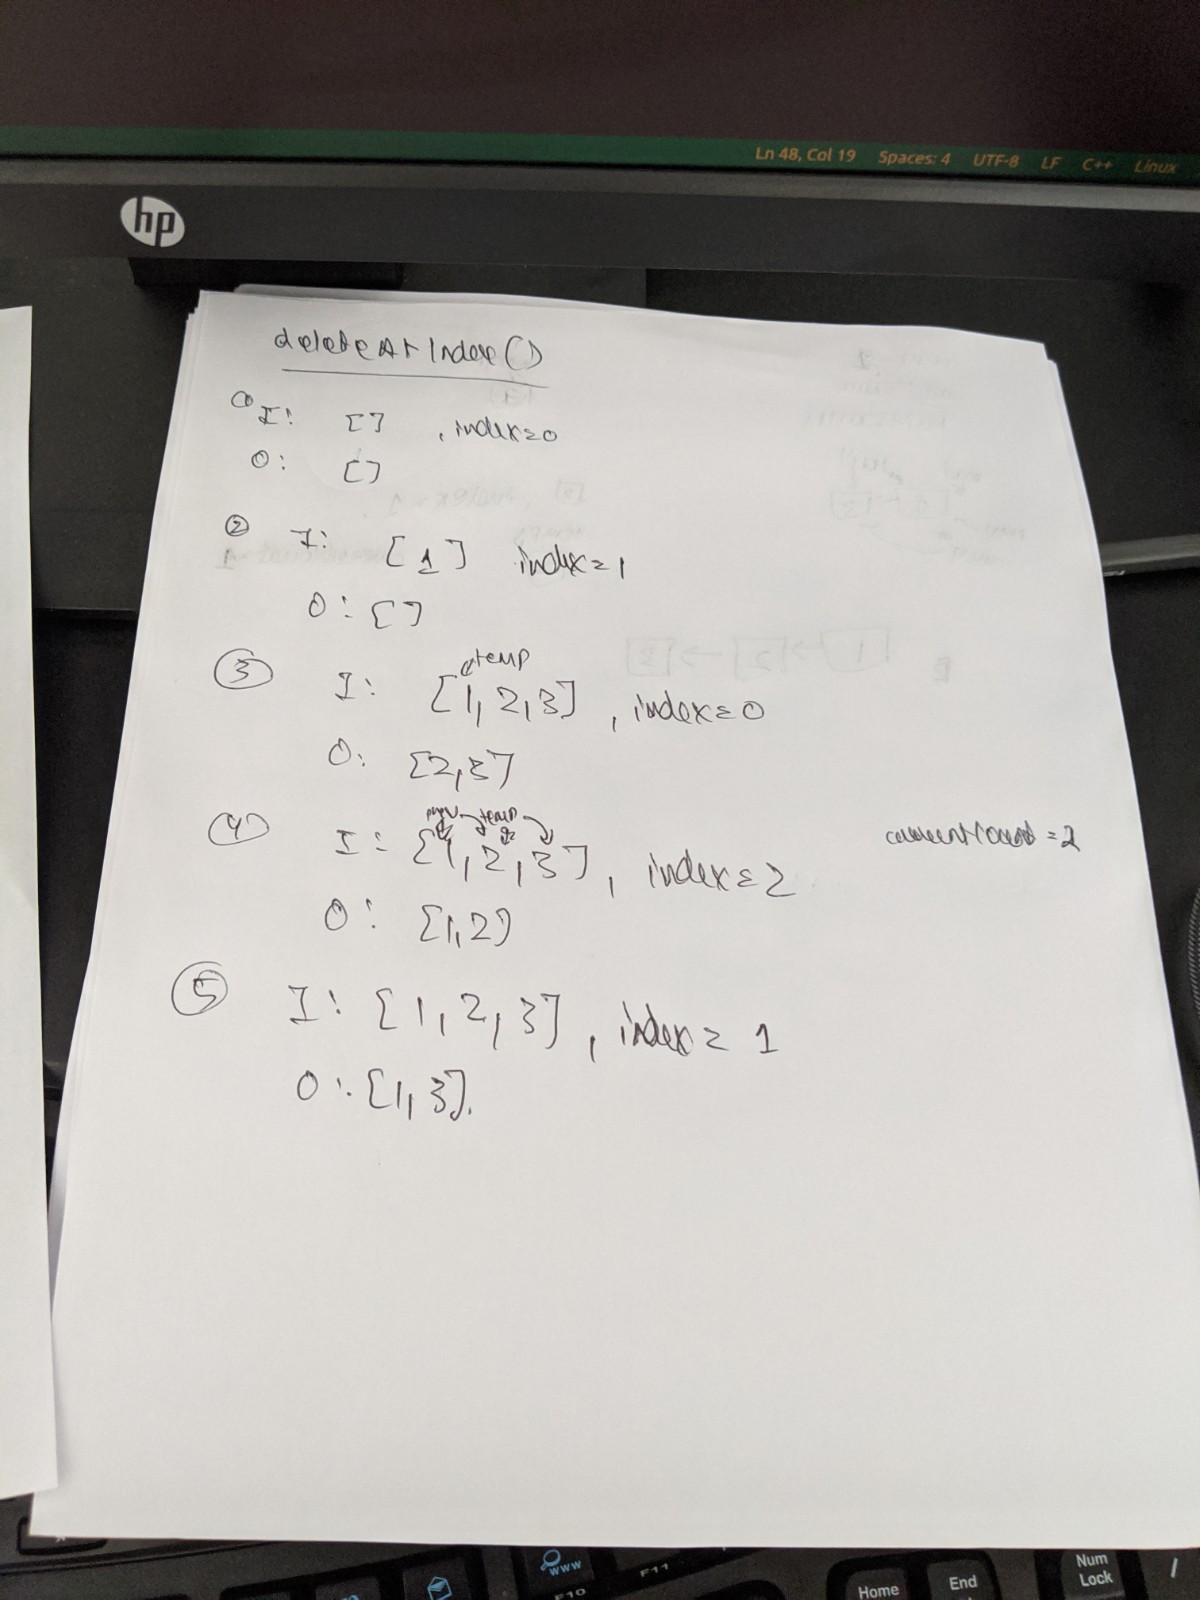 Ln 48, Col 19 Spaces: 4 UTF-8 LF C++ Linux
hp
deleteAtIndex()
① I: [] , index=0
O: []
② I: [1] index=1
O: []
temp
③ I: [1,2,3] , index=0
O: [2,3]
prev temp
④ I: [1,2,3] , index=2 currentCount=2
O: [1,2]
⑤ I: [1,2,3] , index=1
O: [1,3].
www
F10
F11
Home
End
Num
Lock